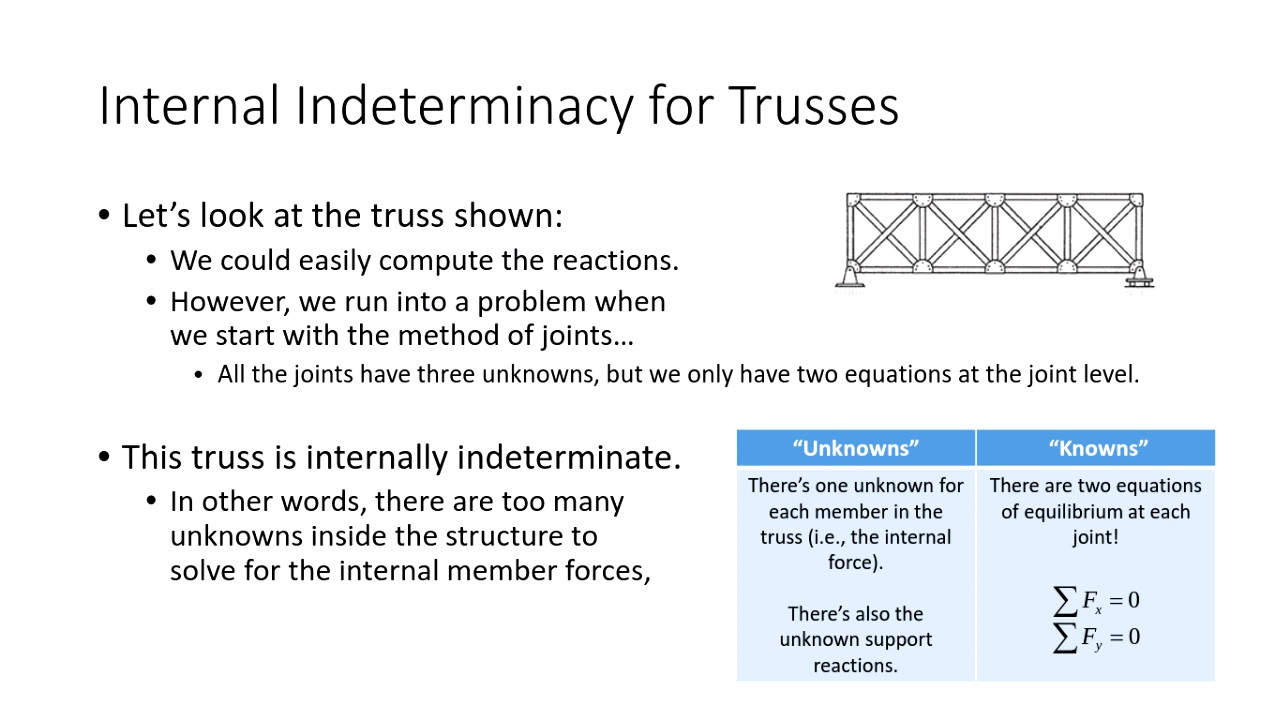 Internal Indeterminacy for Trusses
• Let’s look at the truss shown:
• We could easily compute the reactions.
• However, we run into a problem when
we start with the method of joints…
• All the joints have three unknowns, but we only have two equations at the joint level.
• This truss is internally indeterminate.
• In other words, there are too many
unknowns inside the structure to
solve for the internal member forces,
“Unknowns”
There’s one unknown for
each member in the
truss (i.e., the internal
force).
There’s also the
unknown support
reactions.
“Knowns”
There are two equations
of equilibrium at each
joint!
∑ Fₓ = 0
∑ F_y = 0